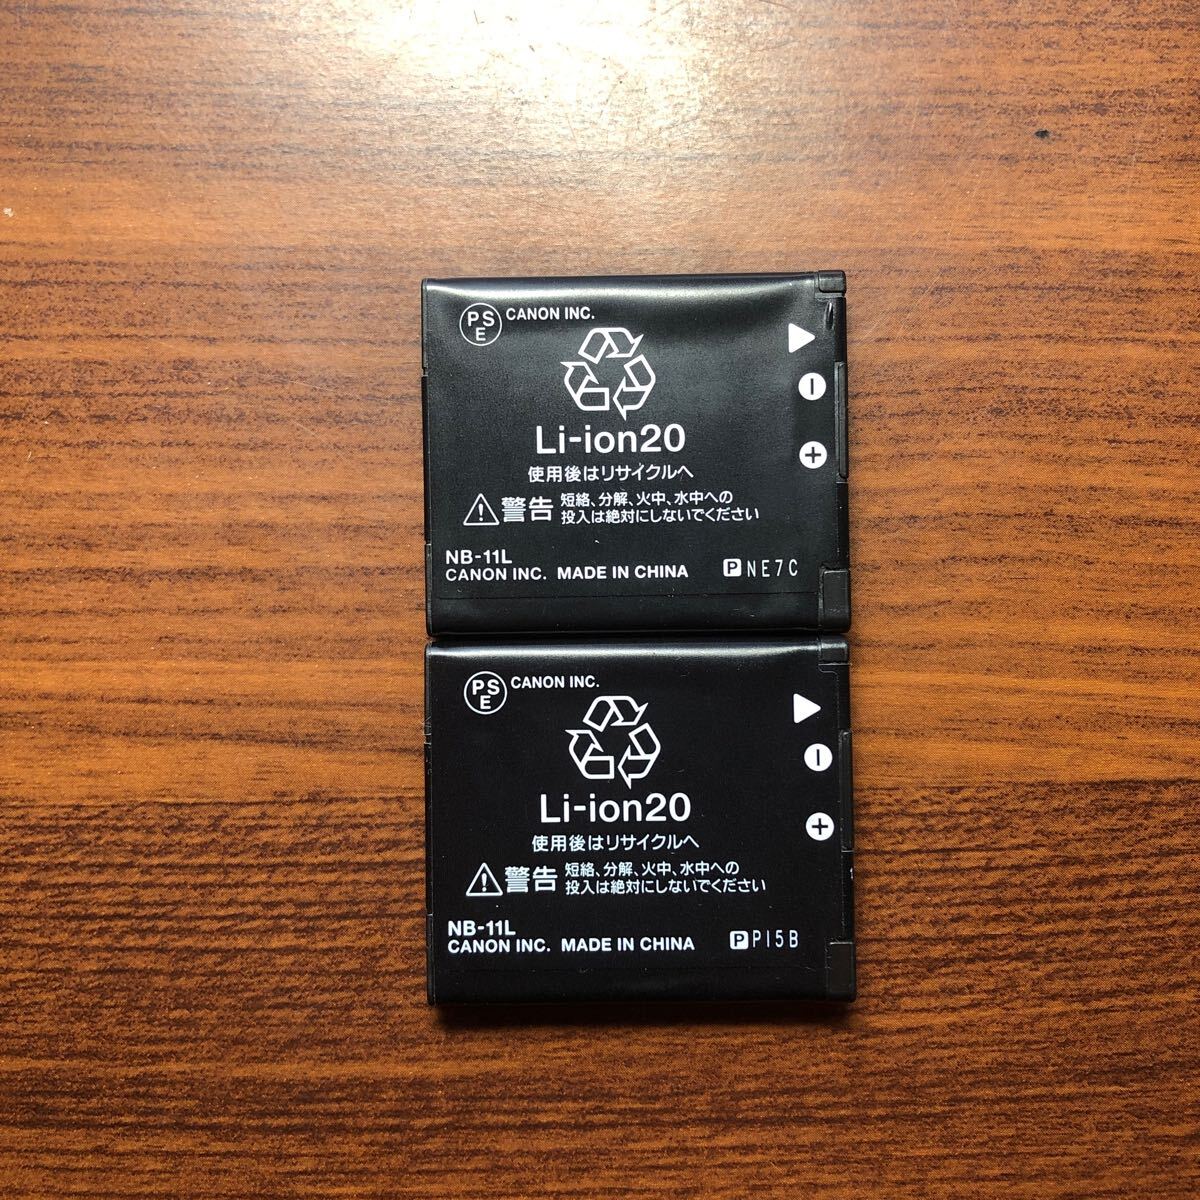 PSE CANON INC.
Li-ion20
使用後はリサイクルへ
警告 短絡、分解、火中、水中への
投入は絶対にしないでください
NB-11L
CANON INC. MADE IN CHINA P NE7C
PSE CANON INC.
Li-ion20
使用後はリサイクルへ
警告 短絡、分解、火中、水中への
投入は絶対にしないでください
NB-11L
CANON INC. MADE IN CHINA P PI5B